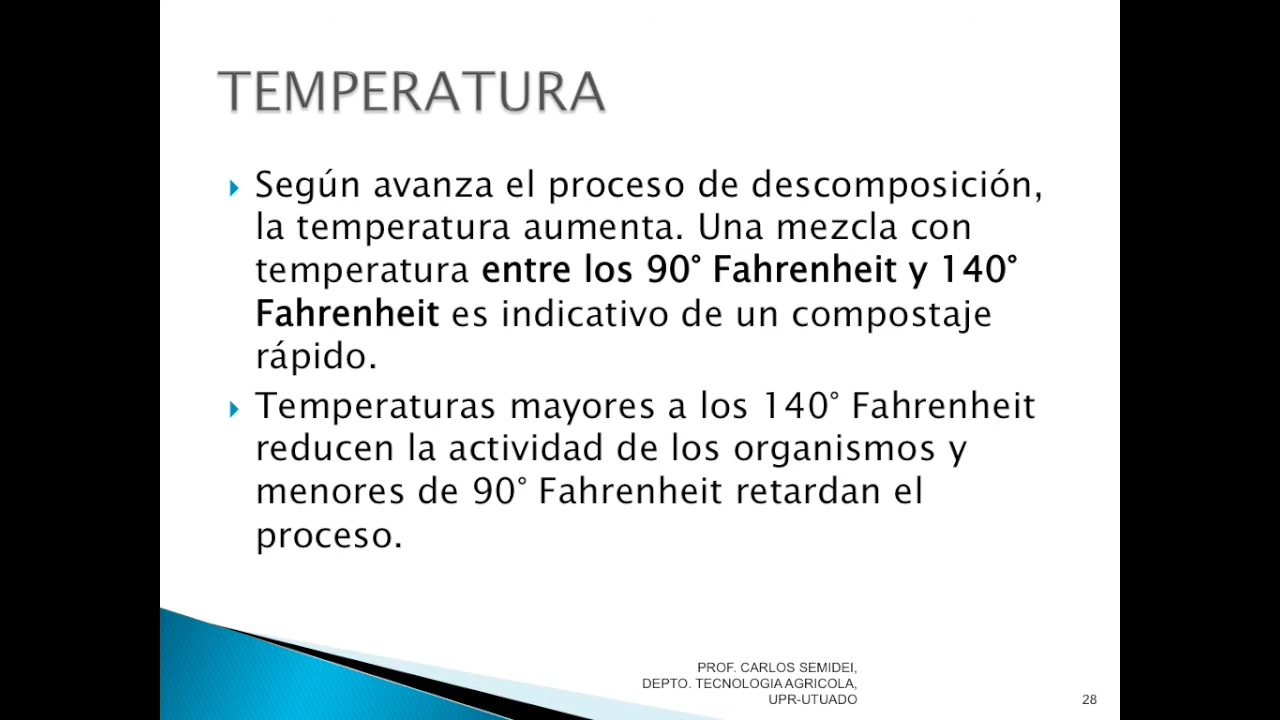 TEMPERATURA
Según avanza el proceso de descomposición,
la temperatura aumenta. Una mezcla con
temperatura entre los 90° Fahrenheit y 140°
Fahrenheit es indicativo de un compostaje
rápido.
Temperaturas mayores a los 140° Fahrenheit
reducen la actividad de los organismos y
menores de 90° Fahrenheit retardan el
proceso.
PROF. CARLOS SEMIDEI,
DEPTO. TECNOLOGIA AGRICOLA,
UPR-UTUADO
28